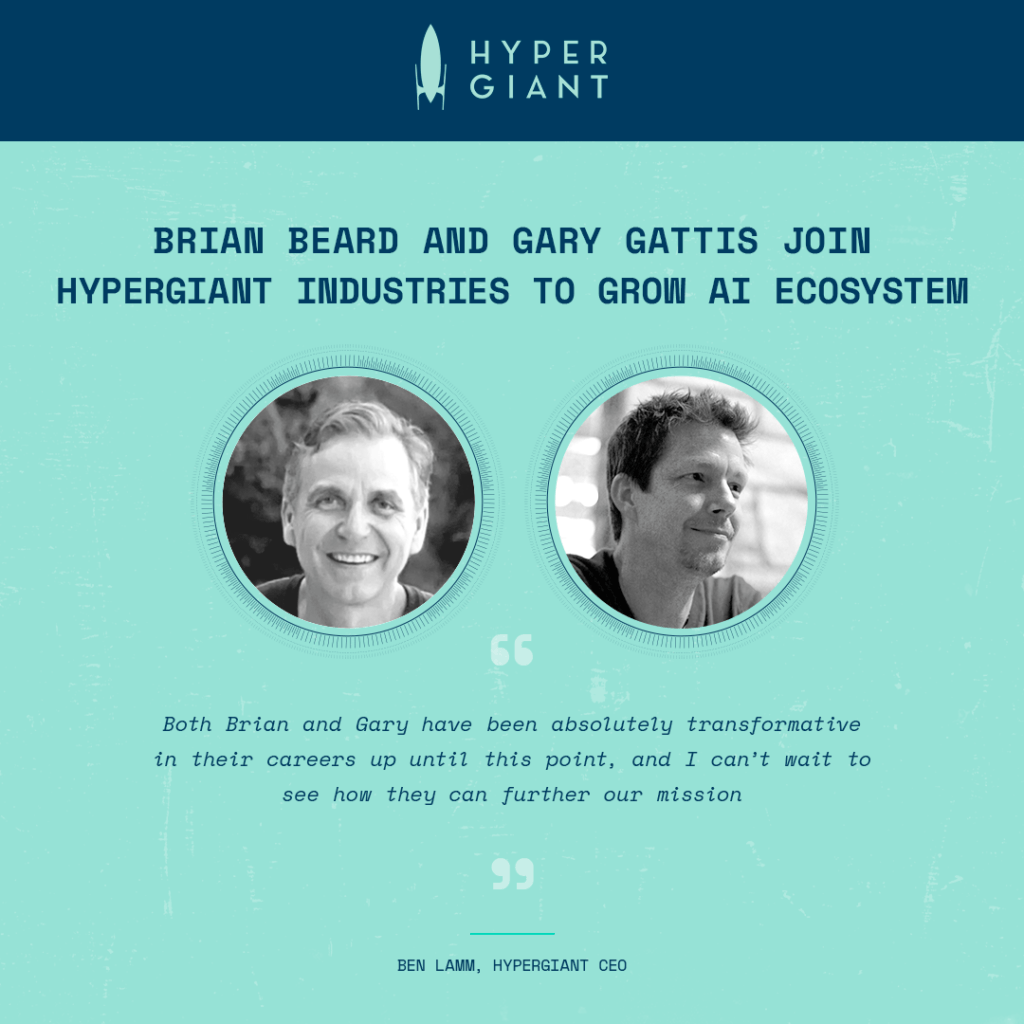 HYPER
GIANT
BRIAN BEARD AND GARY GATTIS JOIN
HYPERGIANT INDUSTRIES TO GROW AI ECOSYSTEM
“
Both Brian and Gary have been absolutely transformative
in their careers up until this point, and I can’t wait to
see how they can further our mission
”
BEN LAMM, HYPERGIANT CEO